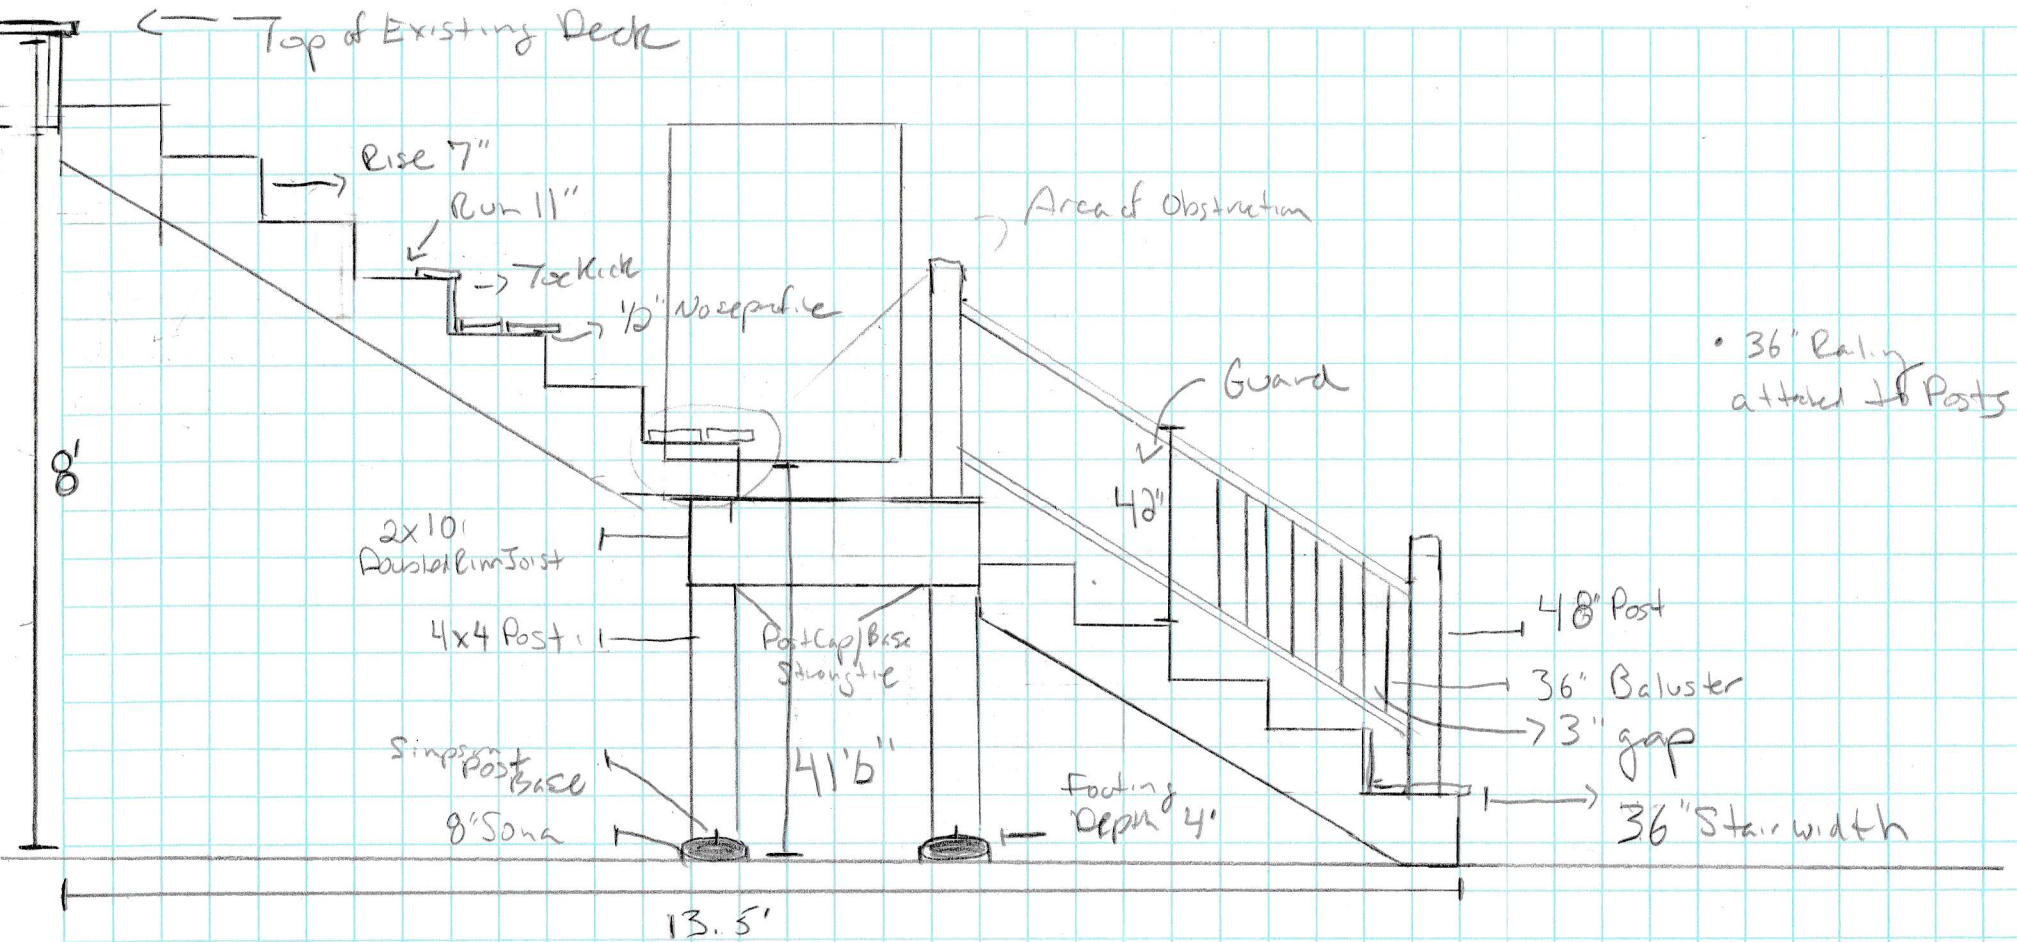 Top of Existing Deck
Rise 7"
Run 11"
Toe Kick
1/2" Noseprofile
Area of Obstruction
Guard
• 36" Railing
attached to Posts
8'
42"
2x10
Doubled Rim Joist
4x4 Post
Post Cap/Base
Strongtie
48" Post
36" Baluster
3" gap
Simpson
Post
Base
41'6"
8" Sona
Footing
Depth 4'
36" Stair width
13.5'